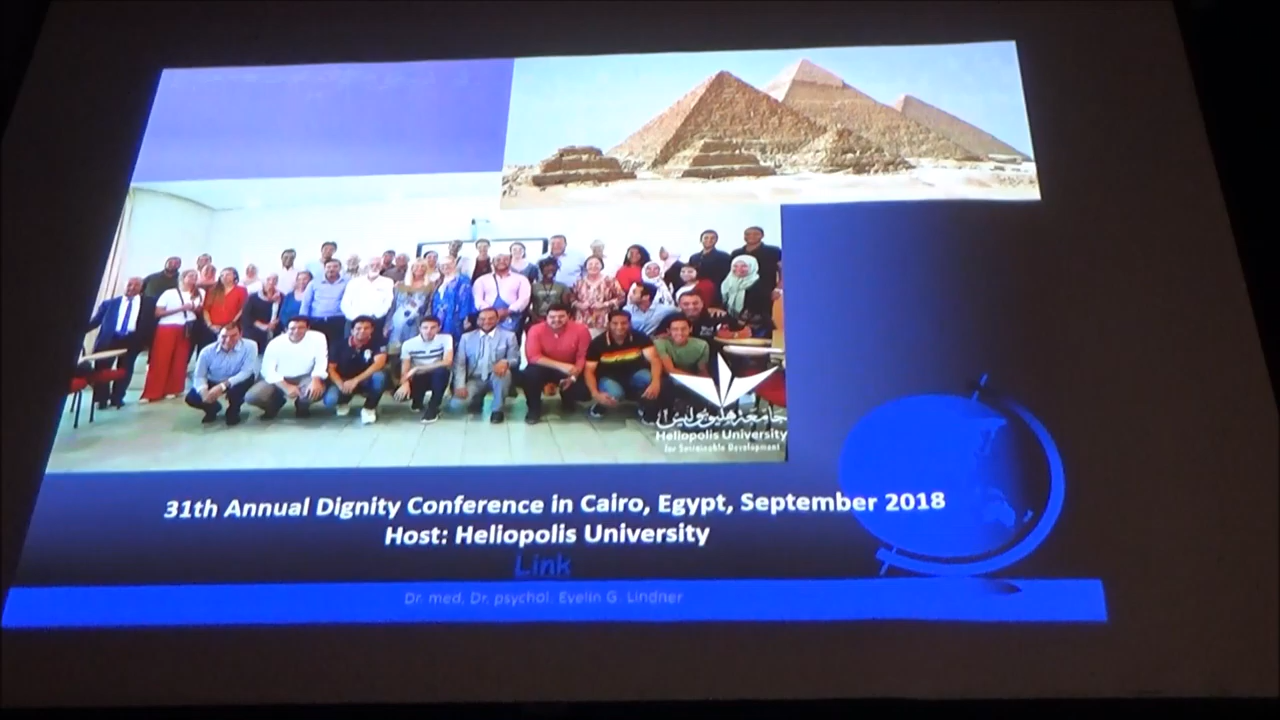 جامعة هليوبوليس
Heliopolis University
for Sustainable Development
31th Annual Dignity Conference in Cairo, Egypt, September 2018
Host: Heliopolis University
Link
Dr. med. Dr. psychol. Evelin G. Lindner